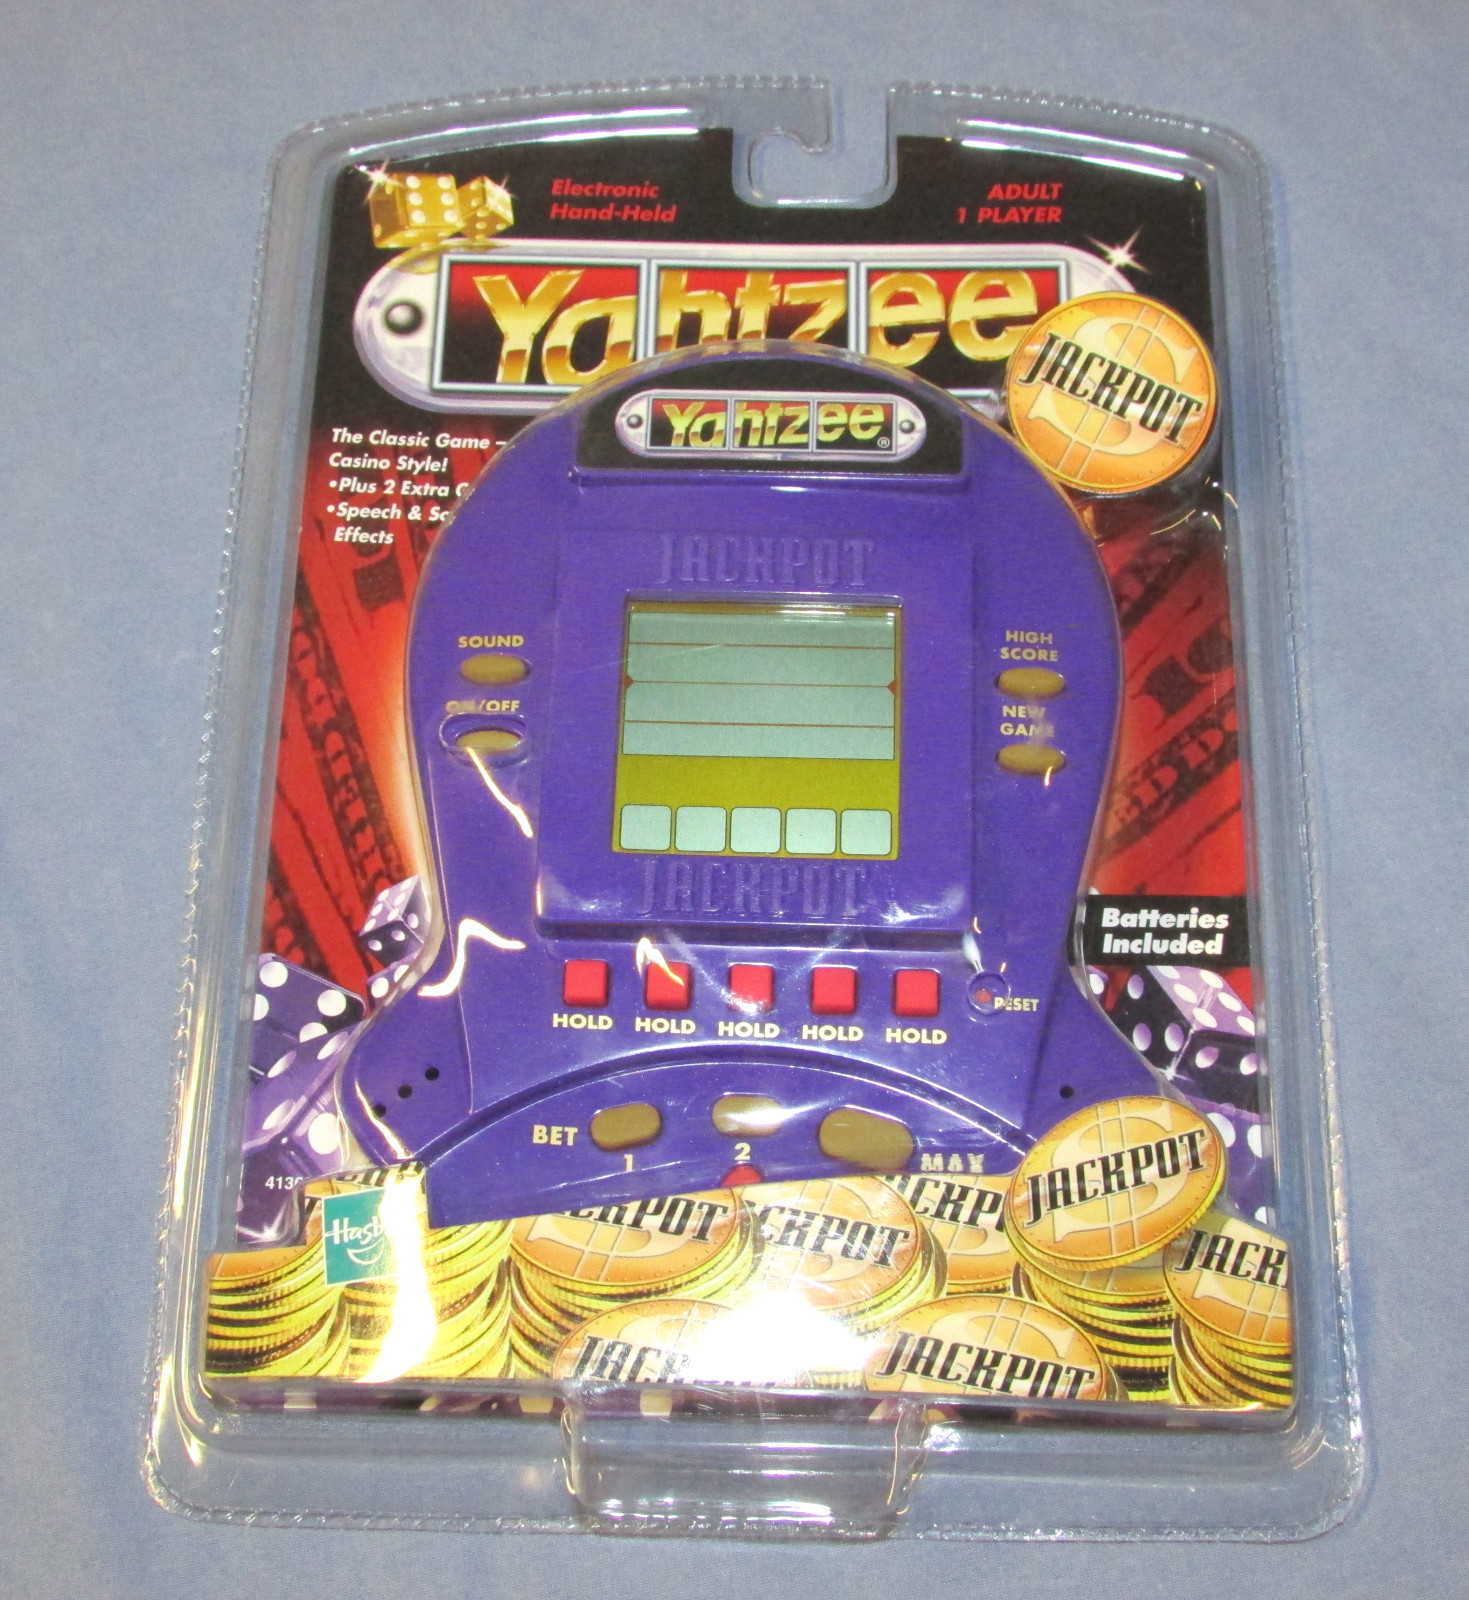 Electronic
Hand-Held
ADULT
1 PLAYER
Yahtzee
JACKPOT
The Classic Game –
Casino Style!
•Plus 2 Extra
•Speech &
Effects
Yahtzee®
JACKPOT
SOUND
ON/OFF
HIGH
SCORE
NEW
GAME
JACKPOT
Batteries
Included
HOLD HOLD HOLD HOLD HOLD
RESET
BET
1 2 MAX
JACKPOT
JACKPOT